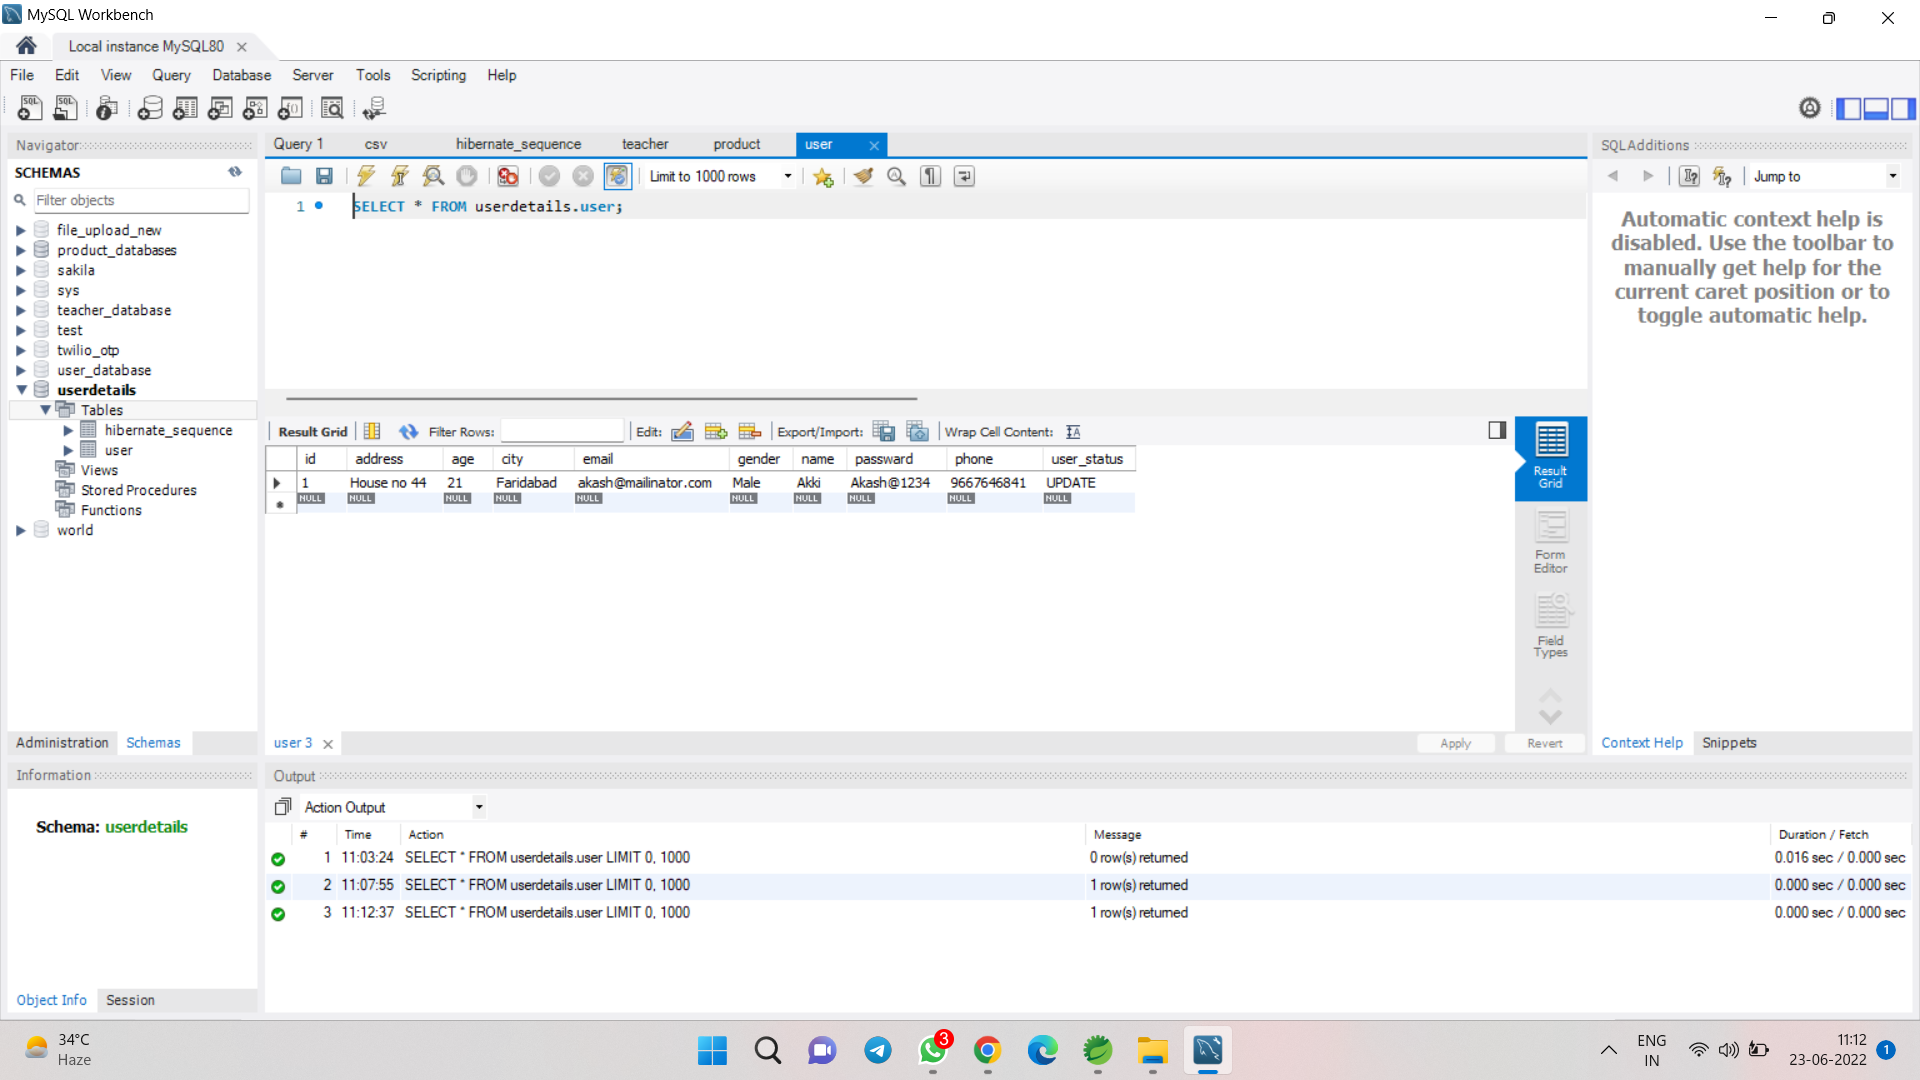 MySQL Workbench
Local instance MySQL80
File Edit View Query Database Server Tools Scripting Help
Navigator
SCHEMAS
Filter objects
file_upload_new
product_databases
sakila
sys
teacher_database
test
twilio_otp
user_database
userdetails
Tables
hibernate_sequence
user
Views
Stored Procedures
Functions
world
Administration Schemas
Information
Schema: userdetails
Object Info Session
Query 1 csv hibernate_sequence teacher product user
Limit to 1000 rows
1 SELECT * FROM userdetails.user;
Result Grid Filter Rows: Edit: Export/Import: Wrap Cell Content:
id address age city email gender name passward phone user_status
1 House no 44 21 Faridabad akash@mailinator.com Male Akki Akash@1234 9667646841 UPDATE
NULL NULL NULL NULL NULL NULL NULL NULL NULL NULL
Result
Grid
Form
Editor
Field
Types
user 3 Apply Revert
SQLAdditions
Jump to
Automatic context help is
disabled. Use the toolbar to
manually get help for the
current caret position or to
toggle automatic help.
Context Help Snippets
Output
Action Output
# Time Action Message Duration / Fetch
1 11:03:24 SELECT * FROM userdetails.user LIMIT 0, 1000 0 row(s) returned 0.016 sec / 0.000 sec
2 11:07:55 SELECT * FROM userdetails.user LIMIT 0, 1000 1 row(s) returned 0.000 sec / 0.000 sec
3 11:12:37 SELECT * FROM userdetails.user LIMIT 0, 1000 1 row(s) returned 0.000 sec / 0.000 sec
34°C
Haze
3
ENG
IN
11:12
23-06-2022
1